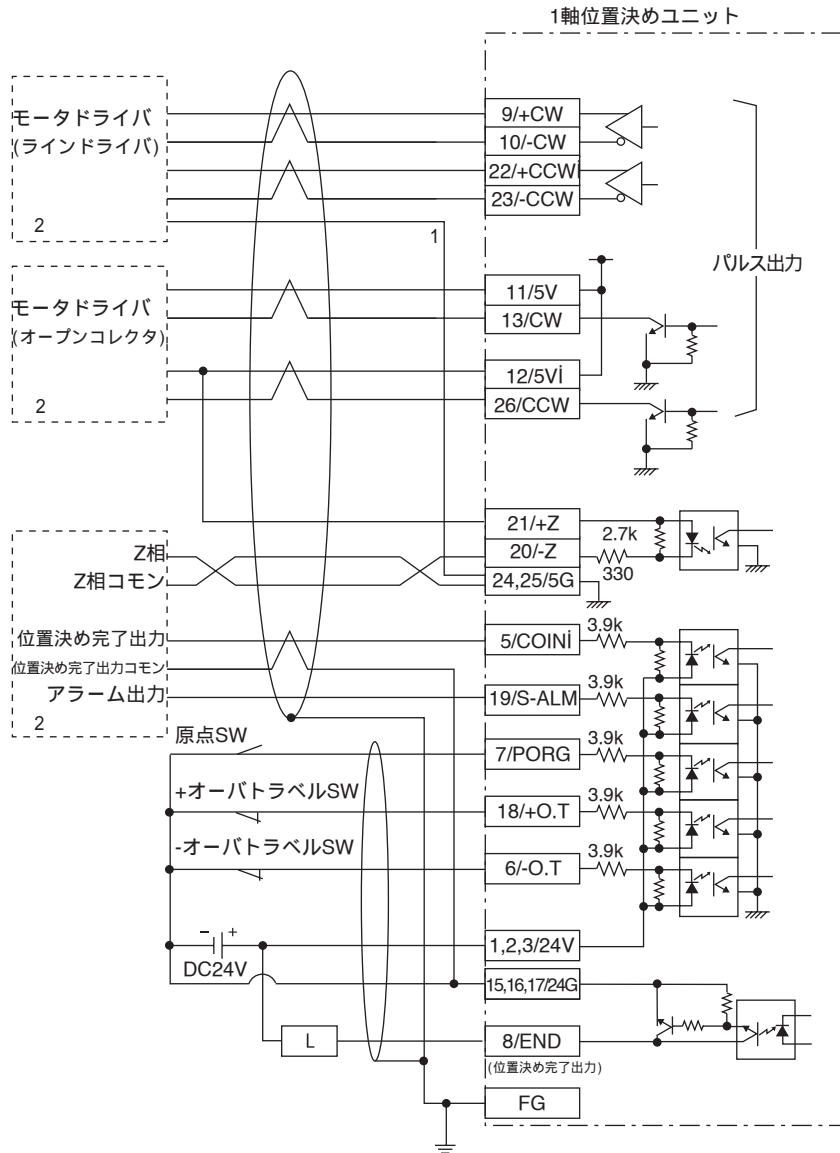 1軸位置決めユニット
モータドライバ
(ラインドライバ)
2
9/+CW
10/-CW
22/+CCWİ
23/-CCW
1
パルス出力
モータドライバ
(オープンコレクタ)
2
11/5V
13/CW
12/5Vİ
26/CCW
21/+Z
20/-Z
24,25/5G
2.7k
330
Z相
Z相コモン
位置決め完了出力
位置決め完了出力コモン
アラーム出力
2
5/COINİ
3.9k
19/S-ALM
3.9k
原点SW
7/PORG
3.9k
+オーバトラベルSW
18/+O.T
3.9k
-オーバトラベルSW
6/-O.T
3.9k
- +
DC24V
1,2,3/24V
15,16,17/24G
L
8/END
(位置決め完了出力)
FG